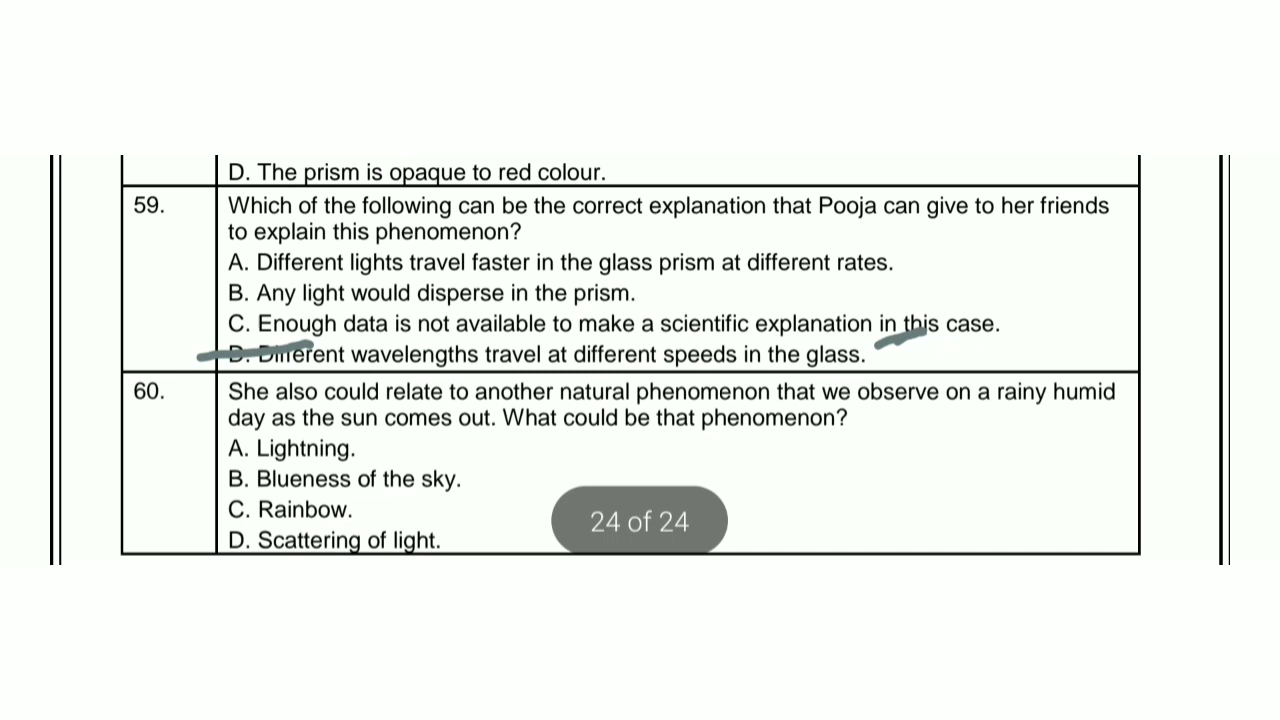 D. The prism is opaque to red colour.
59.
Which of the following can be the correct explanation that Pooja can give to her friends
to explain this phenomenon?
A. Different lights travel faster in the glass prism at different rates.
B. Any light would disperse in the prism.
C. Enough data is not available to make a scientific explanation in this case.
D. Different wavelengths travel at different speeds in the glass.
60.
She also could relate to another natural phenomenon that we observe on a rainy humid
day as the sun comes out. What could be that phenomenon?
A. Lightning.
B. Blueness of the sky.
C. Rainbow.
D. Scattering of light.
24 of 24